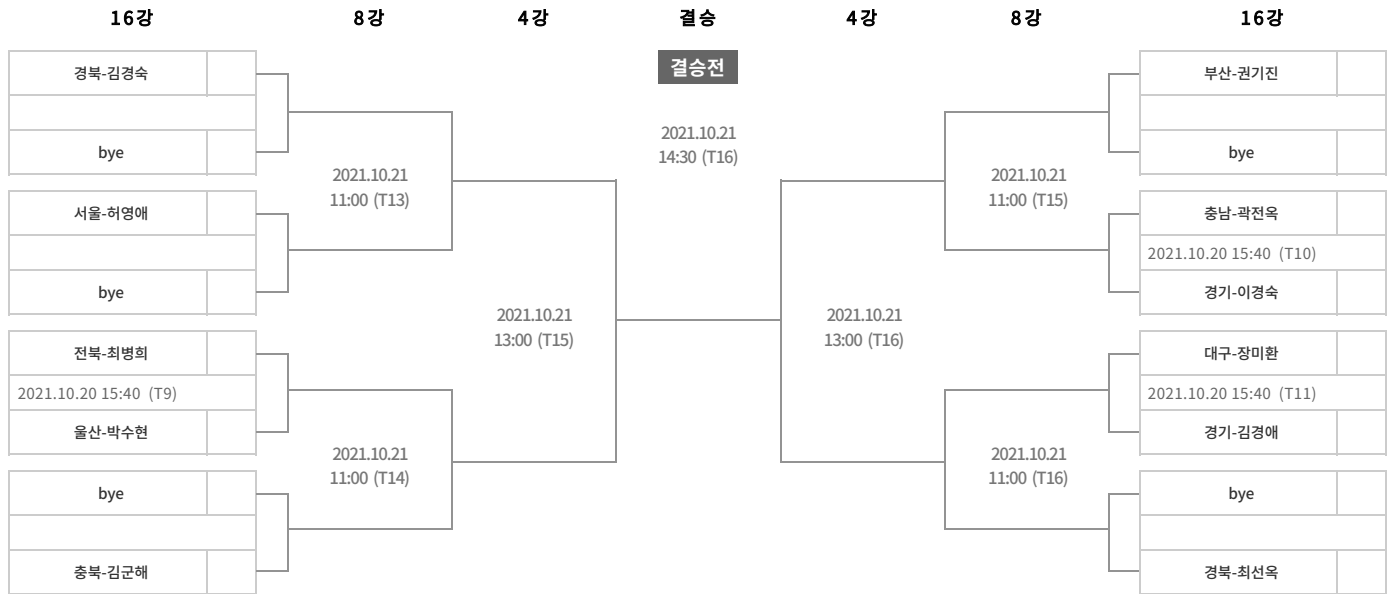 16강 8강 4강 결승 4강 8강 16강
결승전
2021.10.21
14:30 (T16)
경북-김경숙
bye
2021.10.21
11:00 (T13)
서울-허영애
bye
2021.10.21
13:00 (T15)
전북-최병희
2021.10.20 15:40 (T9)
울산-박수현
2021.10.21
11:00 (T14)
bye
충북-김군해
부산-권기진
bye
2021.10.21
11:00 (T15)
충남-곽전옥
2021.10.20 15:40 (T10)
경기-이경숙
2021.10.21
13:00 (T16)
대구-장미환
2021.10.20 15:40 (T11)
경기-김경애
2021.10.21
11:00 (T16)
bye
경북-최선옥